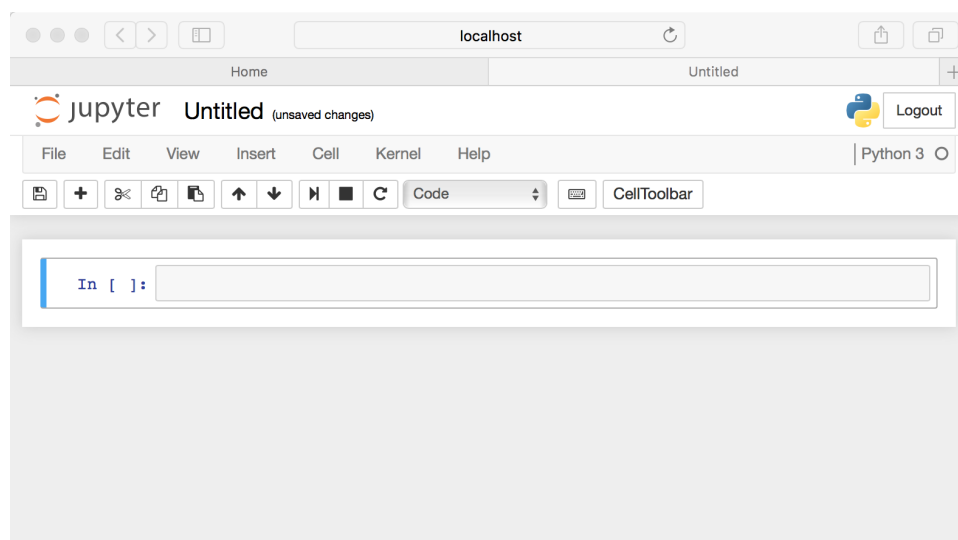 localhost
Home Untitled
jupyter Untitled (unsaved changes) Logout
File Edit View Insert Cell Kernel Help Python 3
Code CellToolbar
In [ ]: